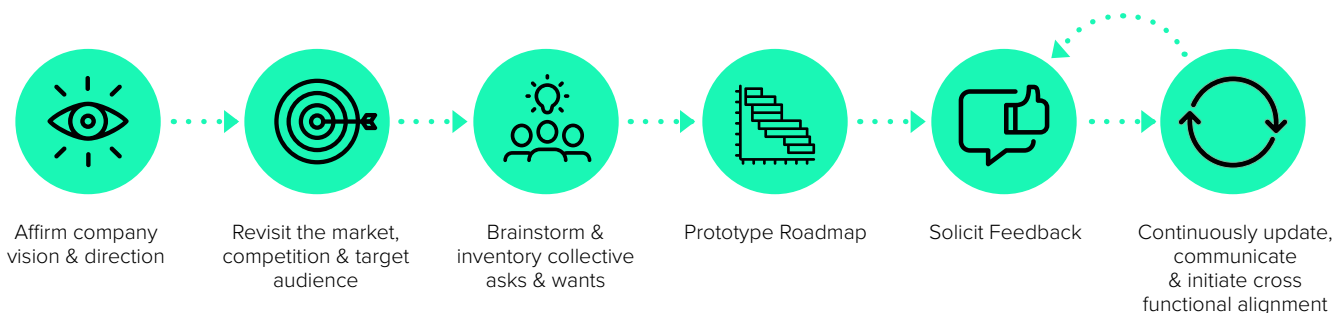 Affirm company
vision & direction
Revisit the market,
competition & target
audience
Brainstorm &
inventory collective
asks & wants
Prototype Roadmap
Solicit Feedback
Continuously update,
communicate
& initiate cross
functional alignment